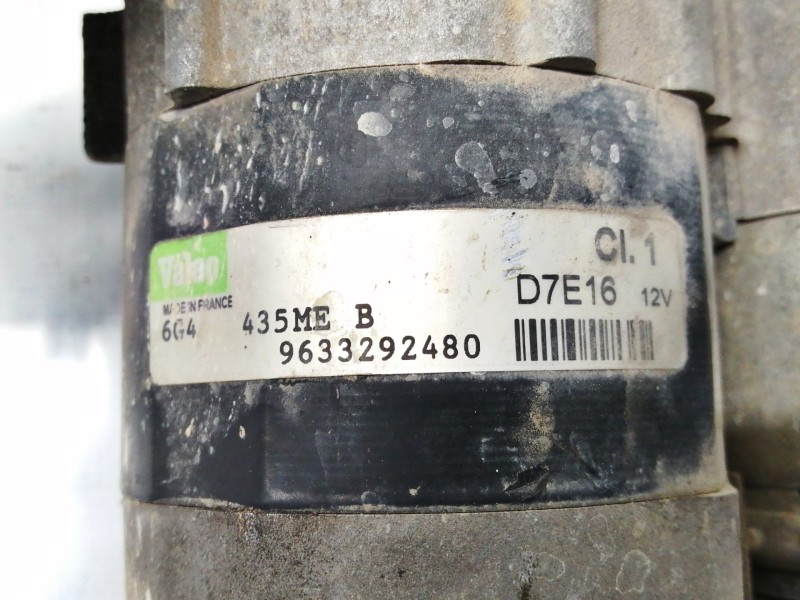 Cl. 1
Valeo
D7E16 12V
MADE IN FRANCE
6G4 435ME B
9633292480